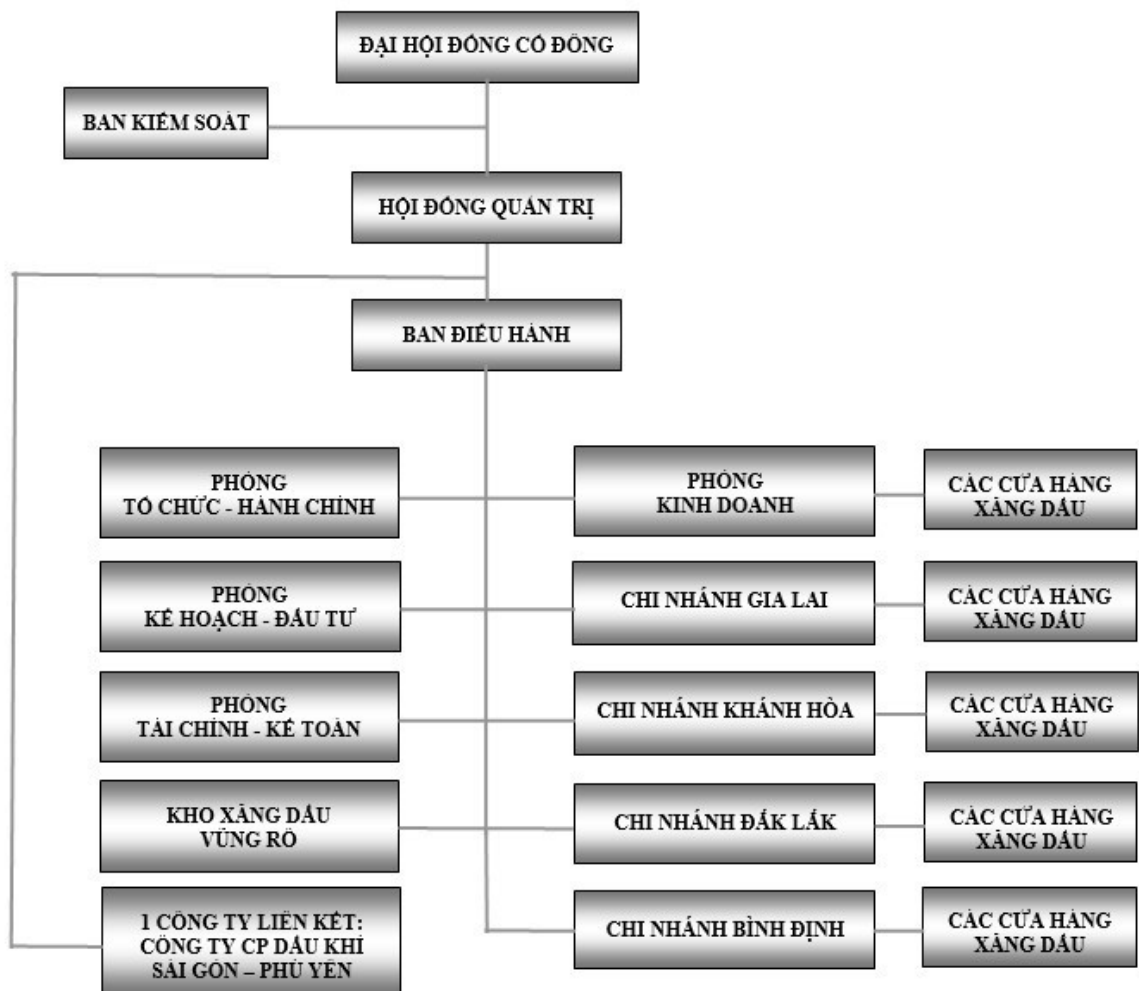 ĐẠI HỘI ĐỒNG CỔ ĐÔNG
BAN KIỂM SOÁT
HỘI ĐỒNG QUẢN TRỊ
BAN ĐIỀU HÀNH
PHÒNG
TỔ CHỨC - HÀNH CHÍNH
PHÒNG
KINH DOANH
CÁC CỬA HÀNG
XĂNG DẦU
PHÒNG
KẾ HOẠCH - ĐẦU TƯ
CHI NHÁNH GIA LAI
CÁC CỬA HÀNG
XĂNG DẦU
PHÒNG
TÀI CHÍNH - KẾ TOÁN
CHI NHÁNH KHÁNH HÒA
CÁC CỬA HÀNG
XĂNG DẦU
KHO XĂNG DẦU
VŨNG RÔ
CHI NHÁNH ĐẮK LẮK
CÁC CỬA HÀNG
XĂNG DẦU
1 CÔNG TY LIÊN KẾT:
CÔNG TY CP DẦU KHÍ
SÀI GÒN – PHÚ YÊN
CHI NHÁNH BÌNH ĐỊNH
CÁC CỬA HÀNG
XĂNG DẦU